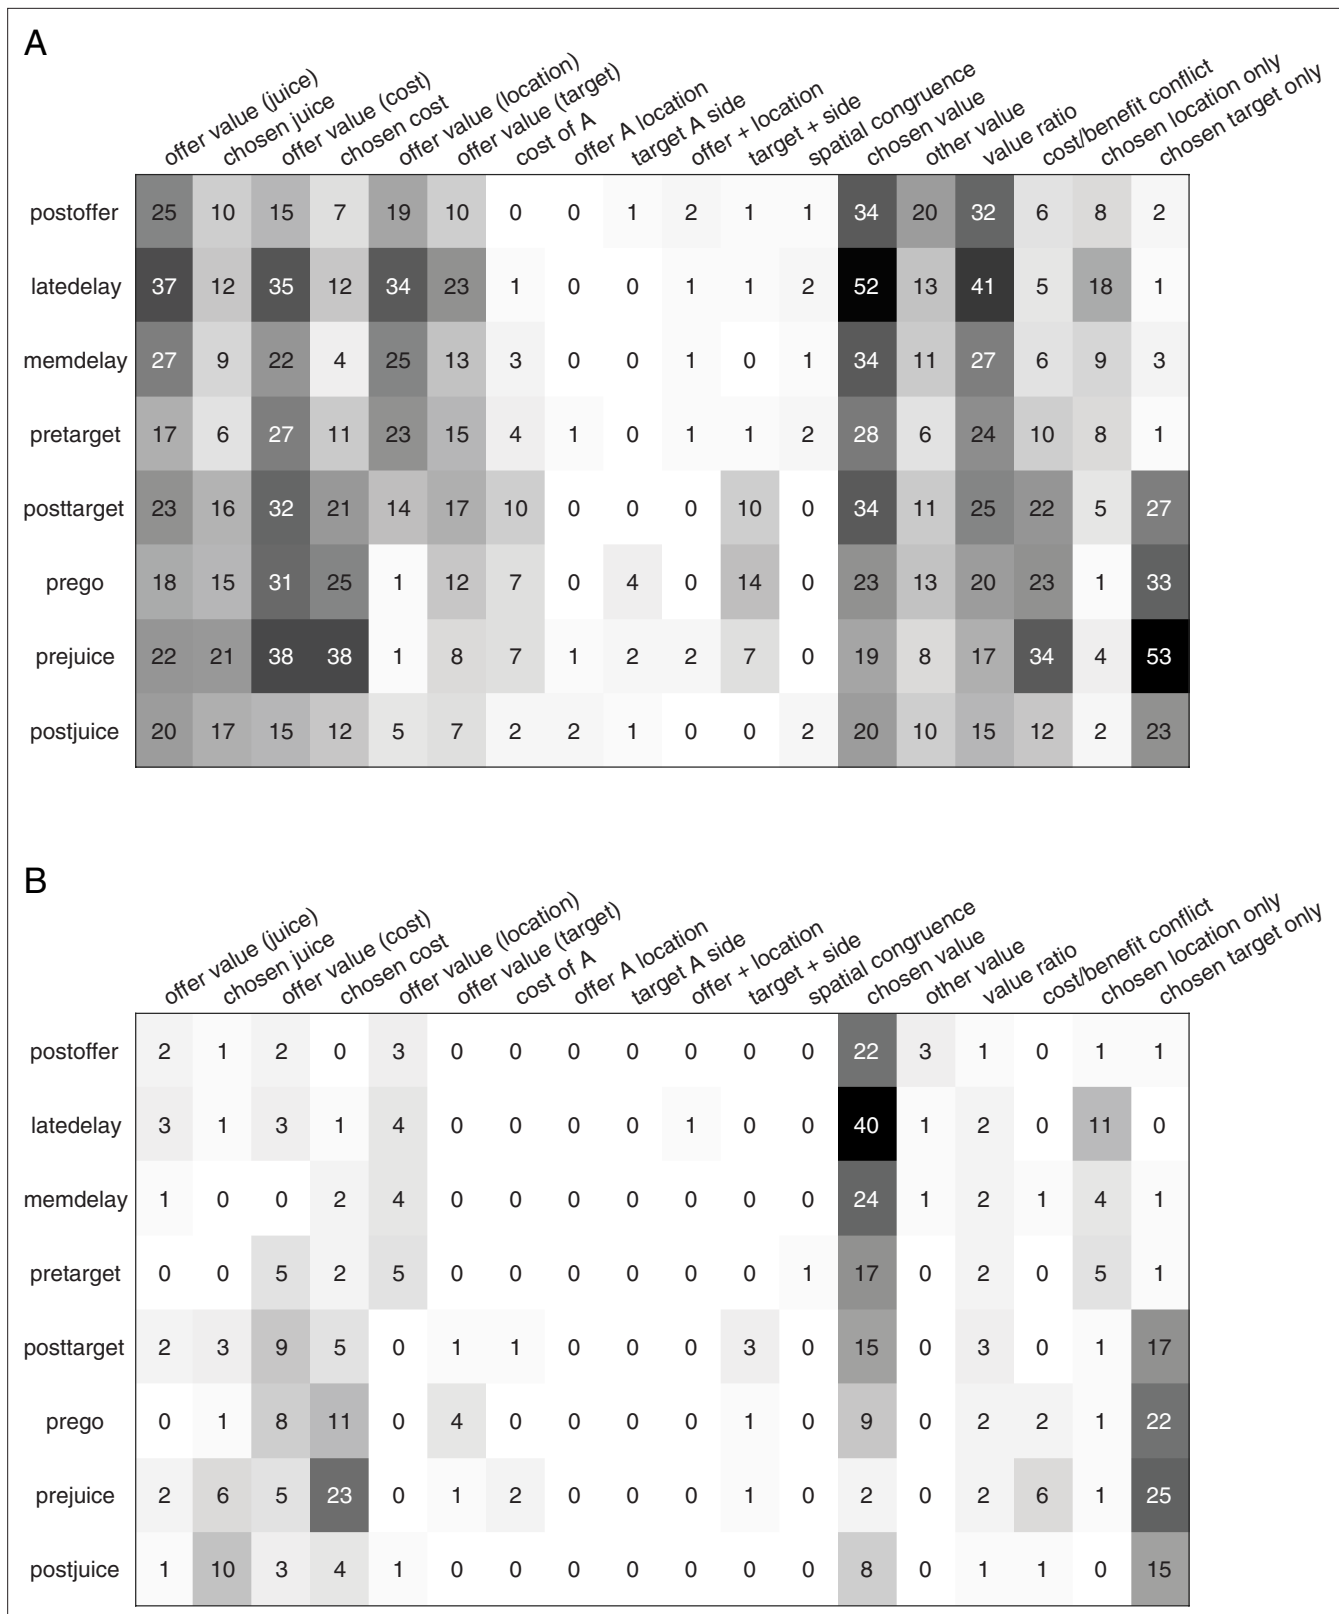 A
offer value (juice) chosen juice offer value (cost) chosen cost offer value (location) offer value (target) cost of A offer A location target A side offer + location target + side spatial congruence chosen value other value value ratio cost/benefit conflict chosen location only chosen target only
postoffer 25 10 15 7 19 10 0 0 1 2 1 1 34 20 32 6 8 2
latedelay 37 12 35 12 34 23 1 0 0 1 1 2 52 13 41 5 18 1
memdelay 27 9 22 4 25 13 3 0 0 1 0 1 34 11 27 6 9 3
pretarget 17 6 27 11 23 15 4 1 0 1 1 2 28 6 24 10 8 1
posttarget 23 16 32 21 14 17 10 0 0 0 10 0 34 11 25 22 5 27
prego 18 15 31 25 1 12 7 0 4 0 14 0 23 13 20 23 1 33
prejuice 22 21 38 38 1 8 7 1 2 2 7 0 19 8 17 34 4 53
postjuice 20 17 15 12 5 7 2 2 1 0 0 2 20 10 15 12 2 23
B
offer value (juice) chosen juice offer value (cost) chosen cost offer value (location) offer value (target) cost of A offer A location target A side offer + location target + side spatial congruence chosen value other value value ratio cost/benefit conflict chosen location only chosen target only
postoffer 2 1 2 0 3 0 0 0 0 0 0 0 22 3 1 0 1 1
latedelay 3 1 3 1 4 0 0 0 0 1 0 0 40 1 2 0 11 0
memdelay 1 0 0 2 4 0 0 0 0 0 0 0 24 1 2 1 4 1
pretarget 0 0 5 2 5 0 0 0 0 0 0 1 17 0 2 0 5 1
posttarget 2 3 9 5 0 1 1 0 0 0 3 0 15 0 3 0 1 17
prego 0 1 8 11 0 4 0 0 0 0 1 0 9 0 2 2 1 22
prejuice 2 6 5 23 0 1 2 0 0 0 1 0 2 0 2 6 1 25
postjuice 1 10 3 4 1 0 0 0 0 0 0 0 8 0 1 1 0 15